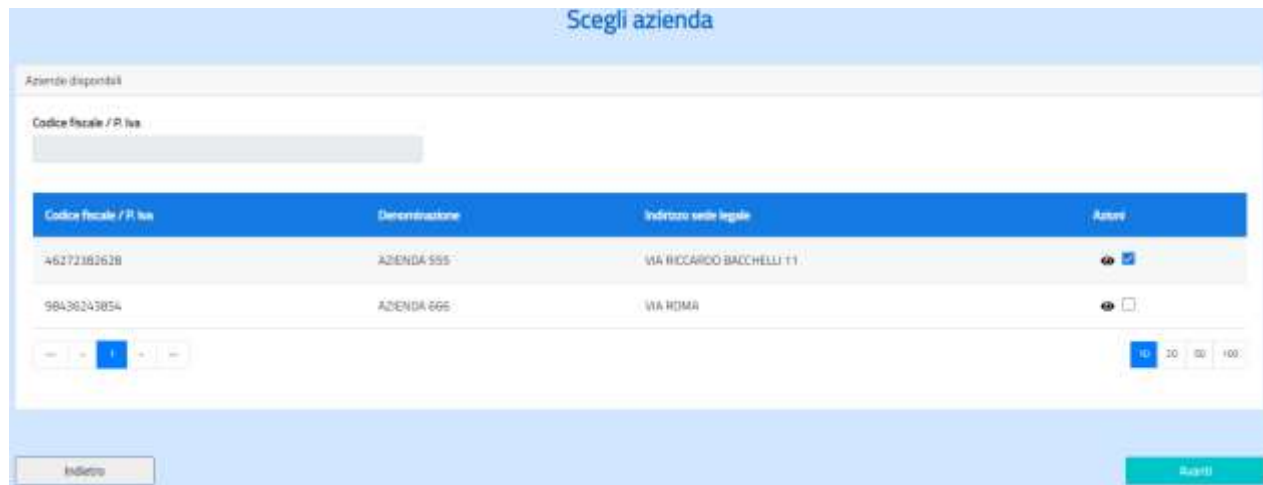 Scegli azienda
Aziende disponibili
Codice fiscale / P. Iva
Codice fiscale / P. Iva Denominazione Indirizzo sede legale Azioni
46272382628 AZIENDA 555 VIA RICCARDO BACCHELLI 11
98436243854 AZIENDA 666 VIA ROMA
1 10 20 50 100
Indietro Avanti